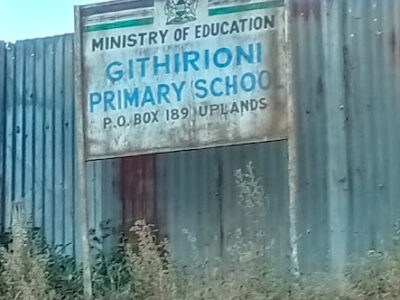 MINISTRY OF EDUCATION
GITHIRIONI
PRIMARY SCHOOL
P.O. BOX 189 UPLANDS